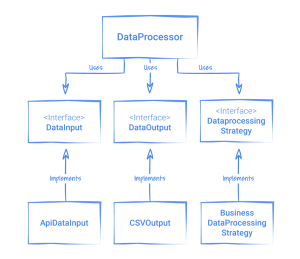 DataProcessor
Uses
Uses
Uses
<Interface>
DataInput
<Interface>
DataOutput
<Interface>
Dataprocessing
Strategy
Implements
Implements
Implements
ApiDataInput
CSVOutput
Business
DataProcessing
Strategy